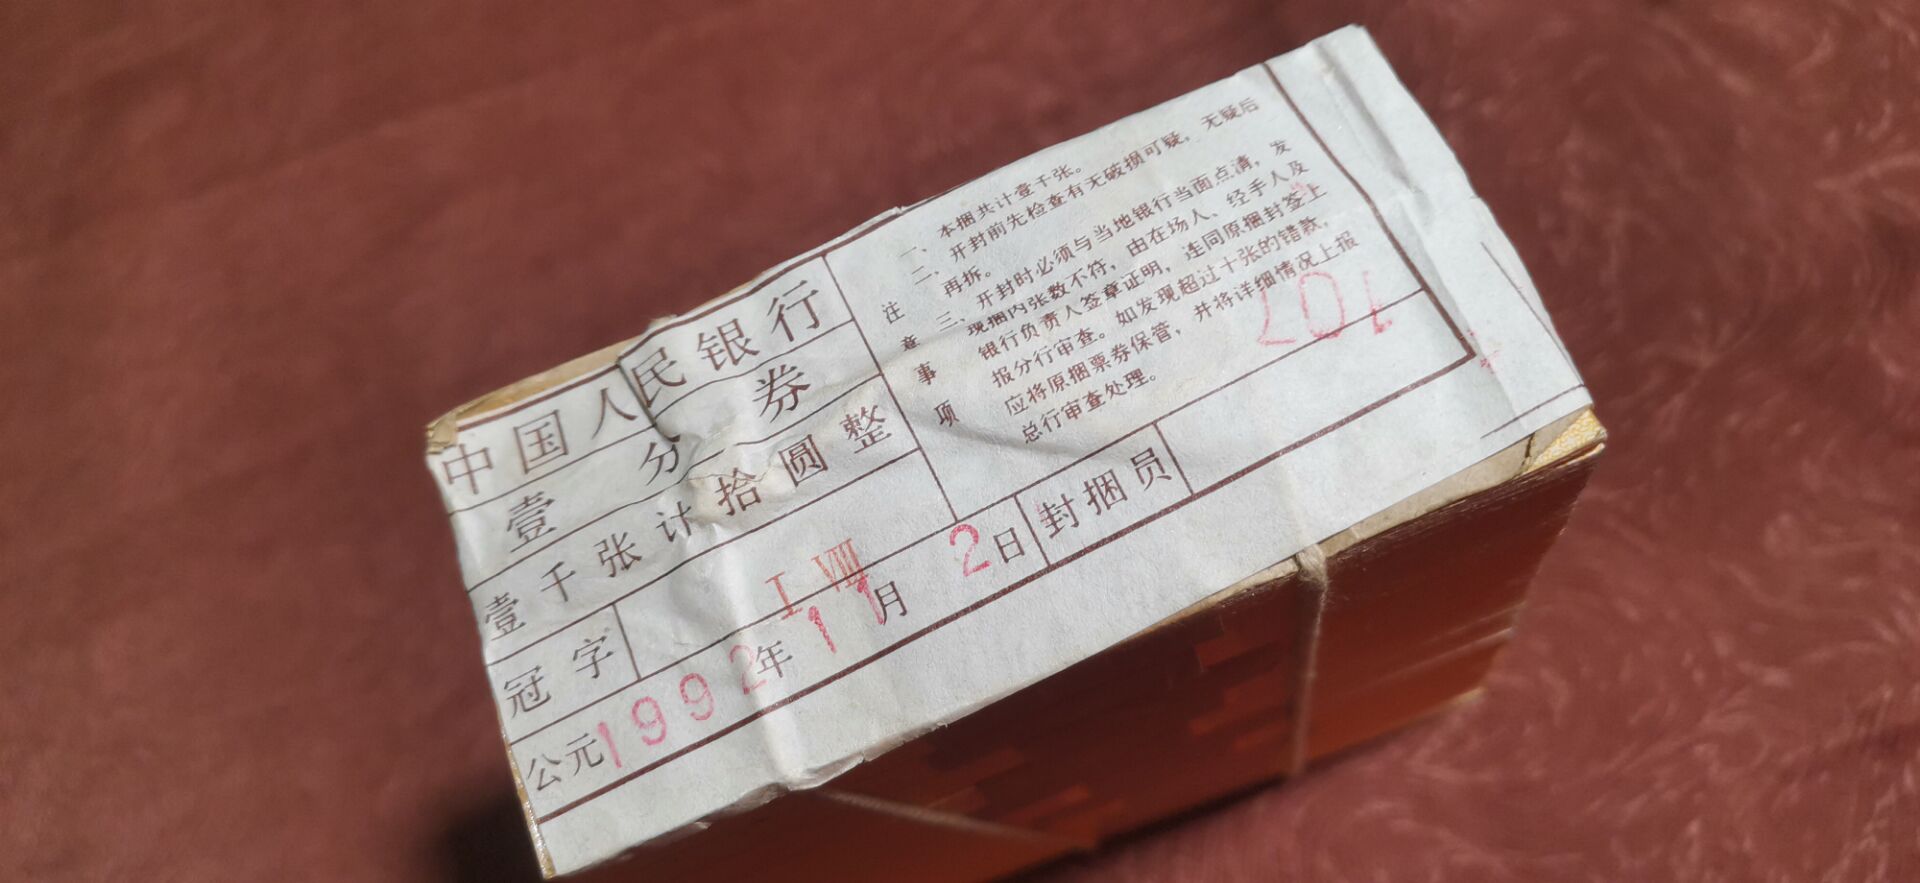 中国人民银行
壹分券
壹千张计拾圆整
冠字 I VIII
公元1992年11月2日
封捆员
注意事项
一、本捆共计壹千张。
二、开封前先检查有无破损可疑，无疑后
再拆。
三、开封时必须与当地银行当面点清，发
现捆内张数不符，由在场人、经手人及
银行负责人签章证明，连同原捆封签上
报分行审查。如发现超过十张的错款，
应将原捆票券保管，并将详细情况上报
总行审查处理。